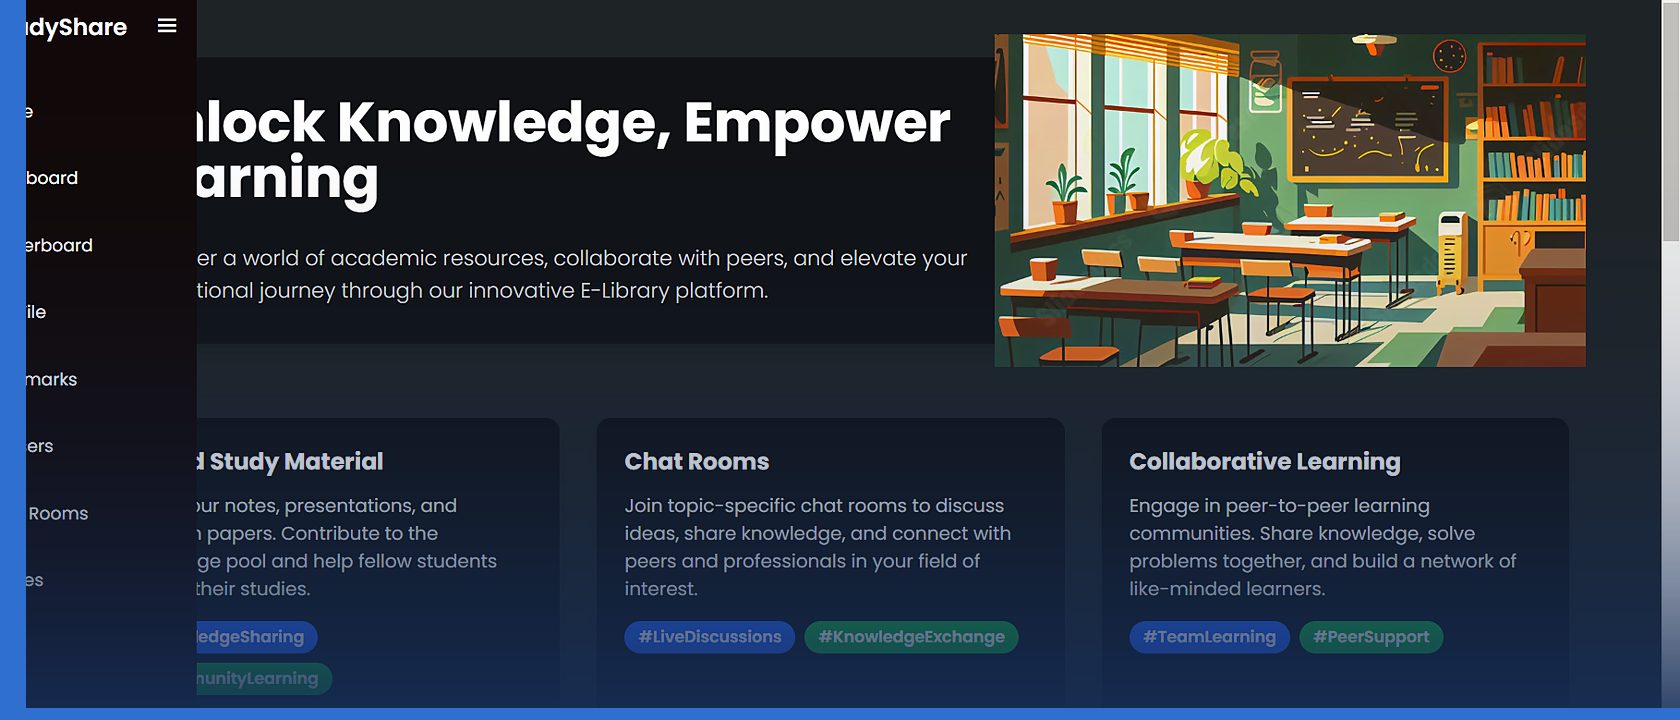 dyShare
board
erboard
ile
marks
ers
Rooms
es
nlock Knowledge, Empower
arning
er a world of academic resources, collaborate with peers, and elevate your
tional journey through our innovative E-Library platform.
d Study Material
our notes, presentations, and
h papers. Contribute to the
ge pool and help fellow students
their studies.
ledgeSharing
munityLearning
Chat Rooms
Join topic-specific chat rooms to discuss
ideas, share knowledge, and connect with
peers and professionals in your field of
interest.
#LiveDiscussions #KnowledgeExchange
Collaborative Learning
Engage in peer-to-peer learning
communities. Share knowledge, solve
problems together, and build a network of
like-minded learners.
#TeamLearning #PeerSupport